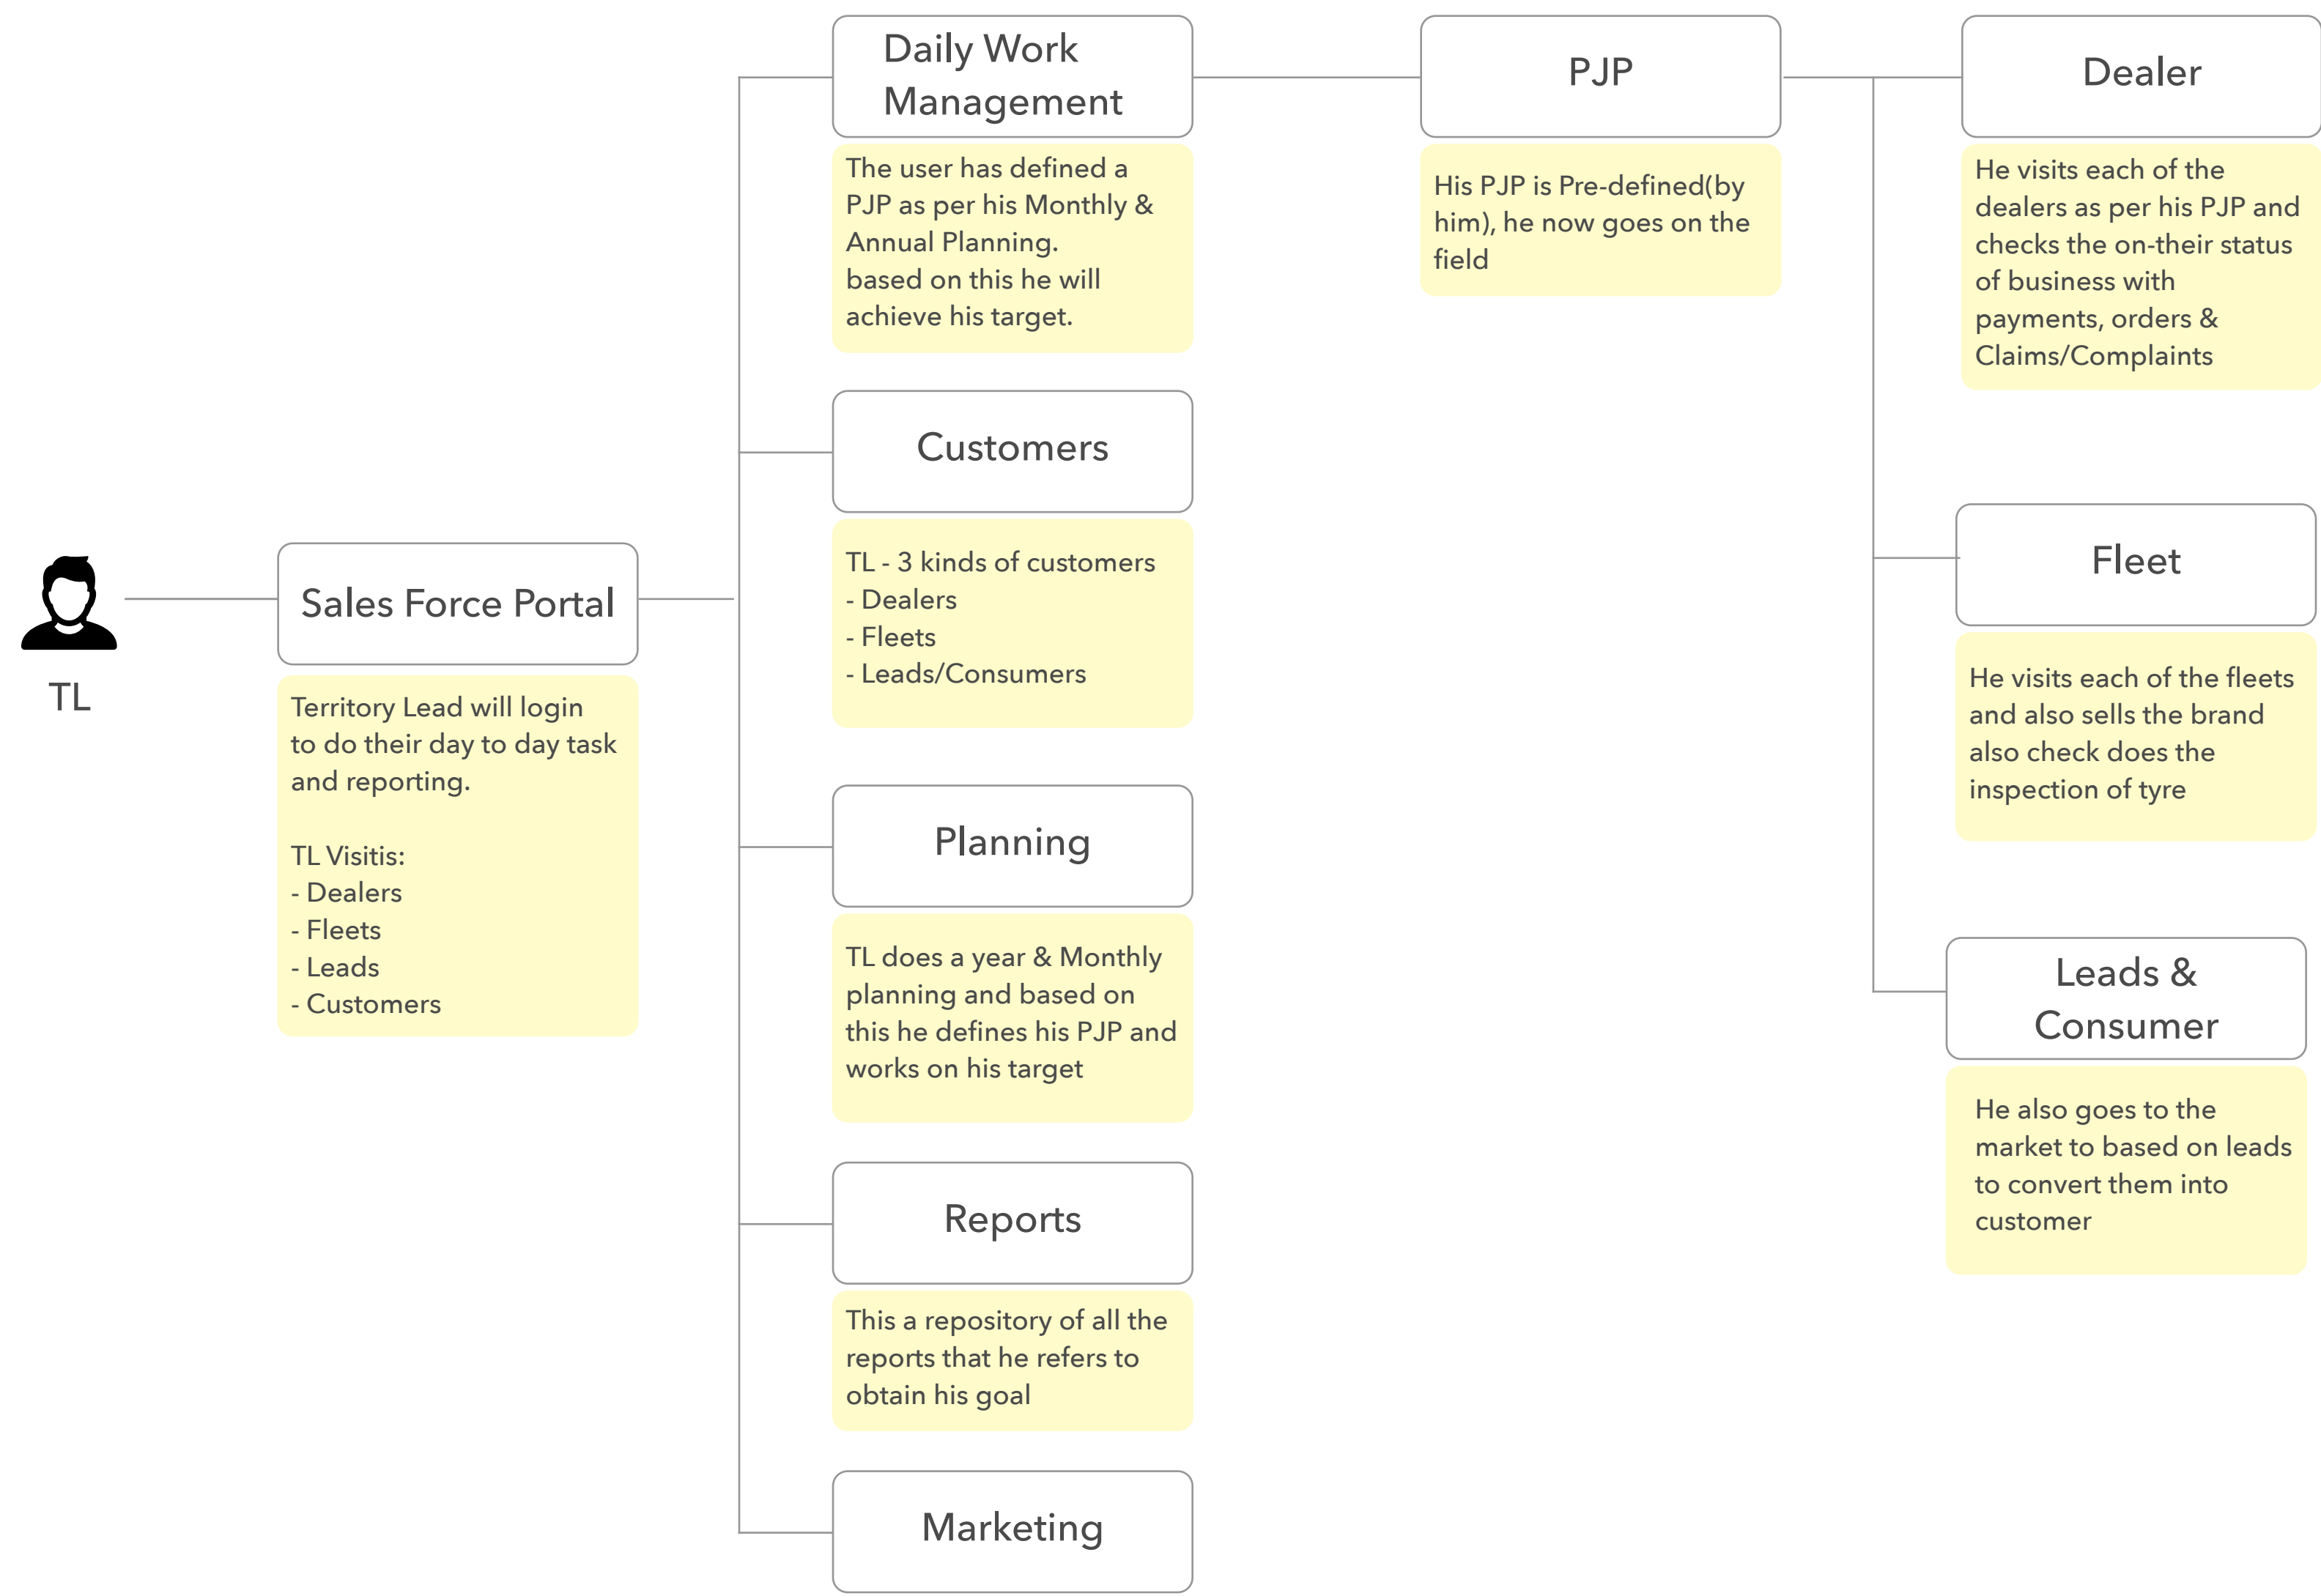 TL
Sales Force Portal
Territory Lead will login
to do their day to day task
and reporting.
TL Visitis:
- Dealers
- Fleets
- Leads
- Customers
Daily Work
Management
The user has defined a
PJP as per his Monthly &
Annual Planning.
based on this he will
achieve his target.
Customers
TL - 3 kinds of customers
- Dealers
- Fleets
- Leads/Consumers
Planning
TL does a year & Monthly
planning and based on
this he defines his PJP and
works on his target
Reports
This a repository of all the
reports that he refers to
obtain his goal
Marketing
PJP
His PJP is Pre-defined(by
him), he now goes on the
field
Dealer
He visits each of the
dealers as per his PJP and
checks the on-their status
of business with
payments, orders &
Claims/Complaints
Fleet
He visits each of the fleets
and also sells the brand
also check does the
inspection of tyre
Leads &
Consumer
He also goes to the
market to based on leads
to convert them into
customer